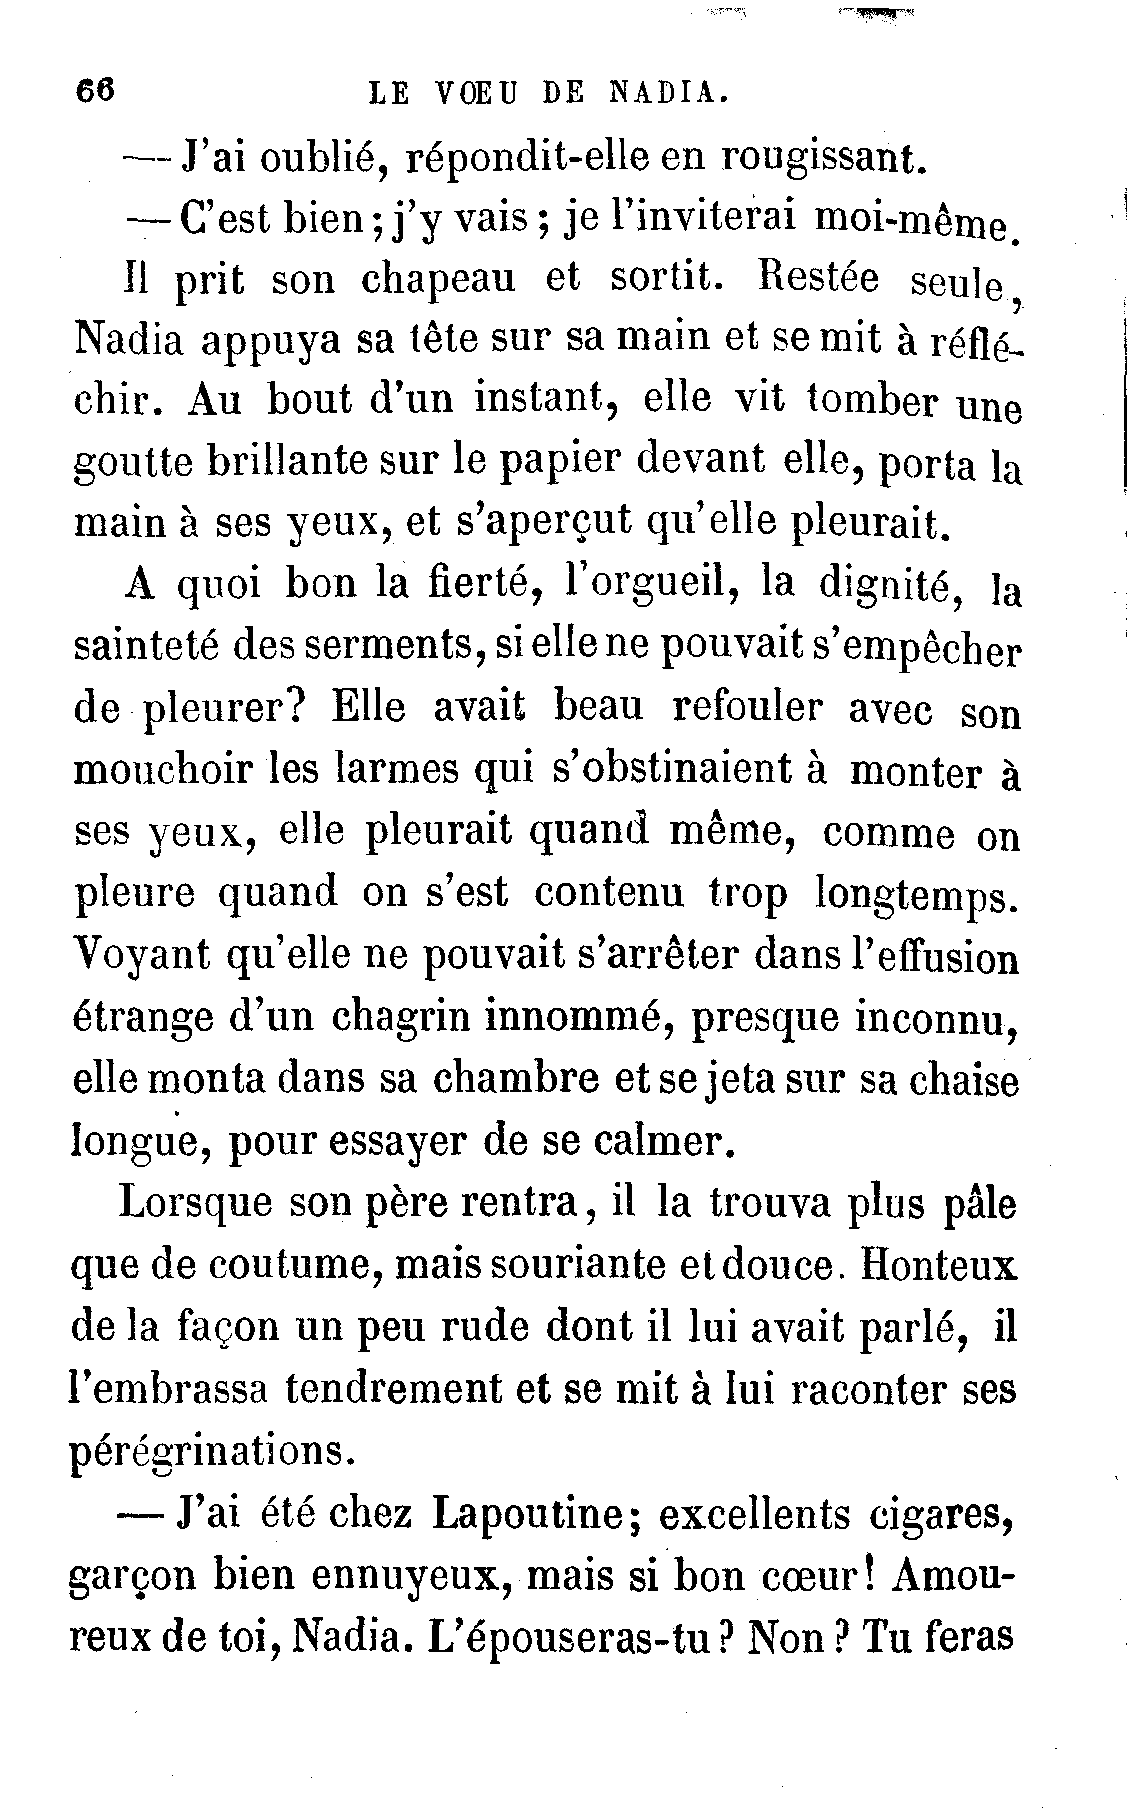 66 LE VŒU DE NADIA.
— J'ai oublié, répondit-elle en rougissant.
— C'est bien ; j'y vais ; je l'inviterai moi-même.
Il prit son chapeau et sortit. Restée seule,
Nadia appuya sa tête sur sa main et se mit à réflé-
chir. Au bout d'un instant, elle vit tomber une
goutte brillante sur le papier devant elle, porta la
main à ses yeux, et s'aperçut qu'elle pleurait.
A quoi bon la fierté, l'orgueil, la dignité, la
sainteté des serments, si elle ne pouvait s'empêcher
de pleurer? Elle avait beau refouler avec son
mouchoir les larmes qui s'obstinaient à monter à
ses yeux, elle pleurait quand même, comme on
pleure quand on s'est contenu trop longtemps.
Voyant qu'elle ne pouvait s'arrêter dans l'effusion
étrange d'un chagrin innommé, presque inconnu,
elle monta dans sa chambre et se jeta sur sa chaise
longue, pour essayer de se calmer.
Lorsque son père rentra, il la trouva plus pâle
que de coutume, mais souriante et douce. Honteux
de la façon un peu rude dont il lui avait parlé, il
l'embrassa tendrement et se mit à lui raconter ses
pérégrinations.
— J'ai été chez Lapoutine; excellents cigares,
garçon bien ennuyeux, mais si bon cœur! Amou-
reux de toi, Nadia. L'épouseras-tu ? Non ? Tu feras